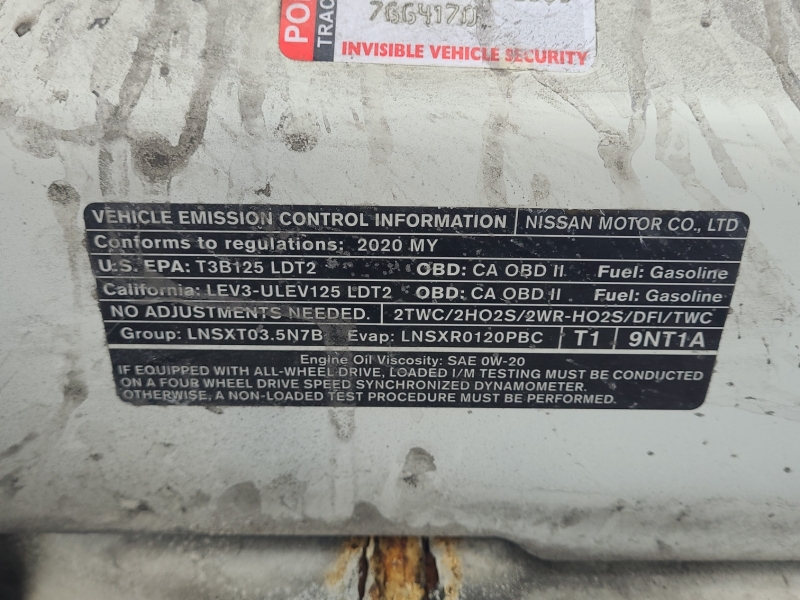 PO
TRAC
7664170
INVISIBLE VEHICLE SECURITY
VEHICLE EMISSION CONTROL INFORMATION NISSAN MOTOR CO., LTD
Conforms to regulations: 2020 MY
U.S. EPA: T3B125 LDT2 OBD: CA OBD II Fuel: Gasoline
California: LEV3-ULEV125 LDT2 OBD: CA OBD II Fuel: Gasoline
NO ADJUSTMENTS NEEDED. 2TWC/2HO2S/2WR-HO2S/DFI/TWC
Group: LNSXT03.5N7B Evap: LNSXR0120PBC T1 9NT1A
Engine Oil Viscosity: SAE 0W-20
IF EQUIPPED WITH ALL-WHEEL DRIVE, LOADED I/M TESTING MUST BE CONDUCTED
ON A FOUR WHEEL DRIVE SPEED SYNCHRONIZED DYNAMOMETER.
OTHERWISE, A NON-LOADED TEST PROCEDURE MUST BE PERFORMED.